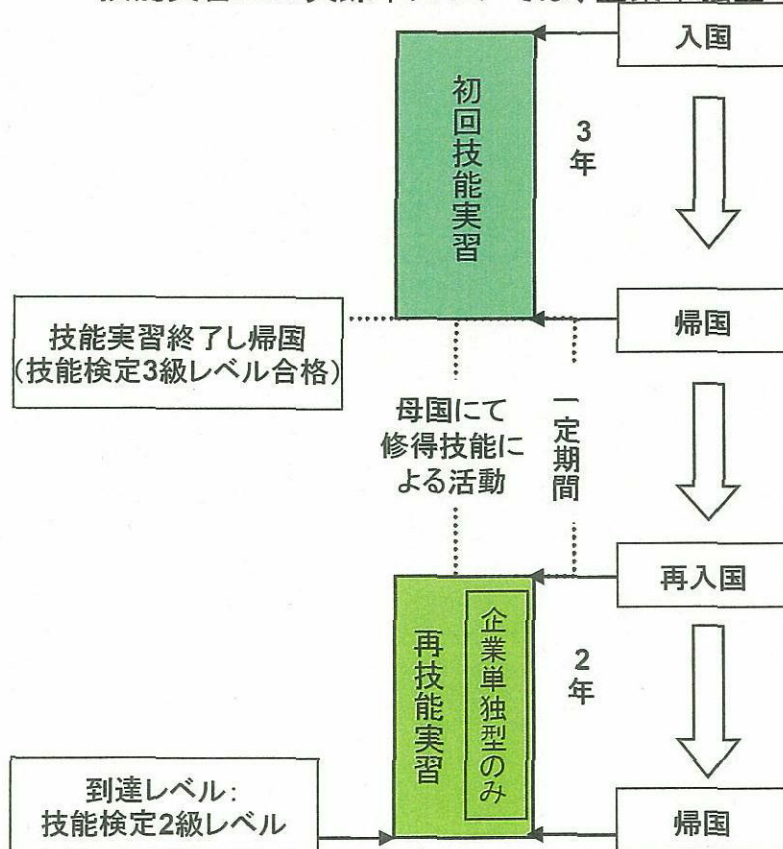 入国
初回技能実習
3年
技能実習終了し帰国
(技能検定3級レベル合格)
帰国
母国にて
修得技能に
よる活動
一定期間
再入国
再技能実習
企業単独型のみ
2年
到達レベル：
技能検定2級レベル
帰国